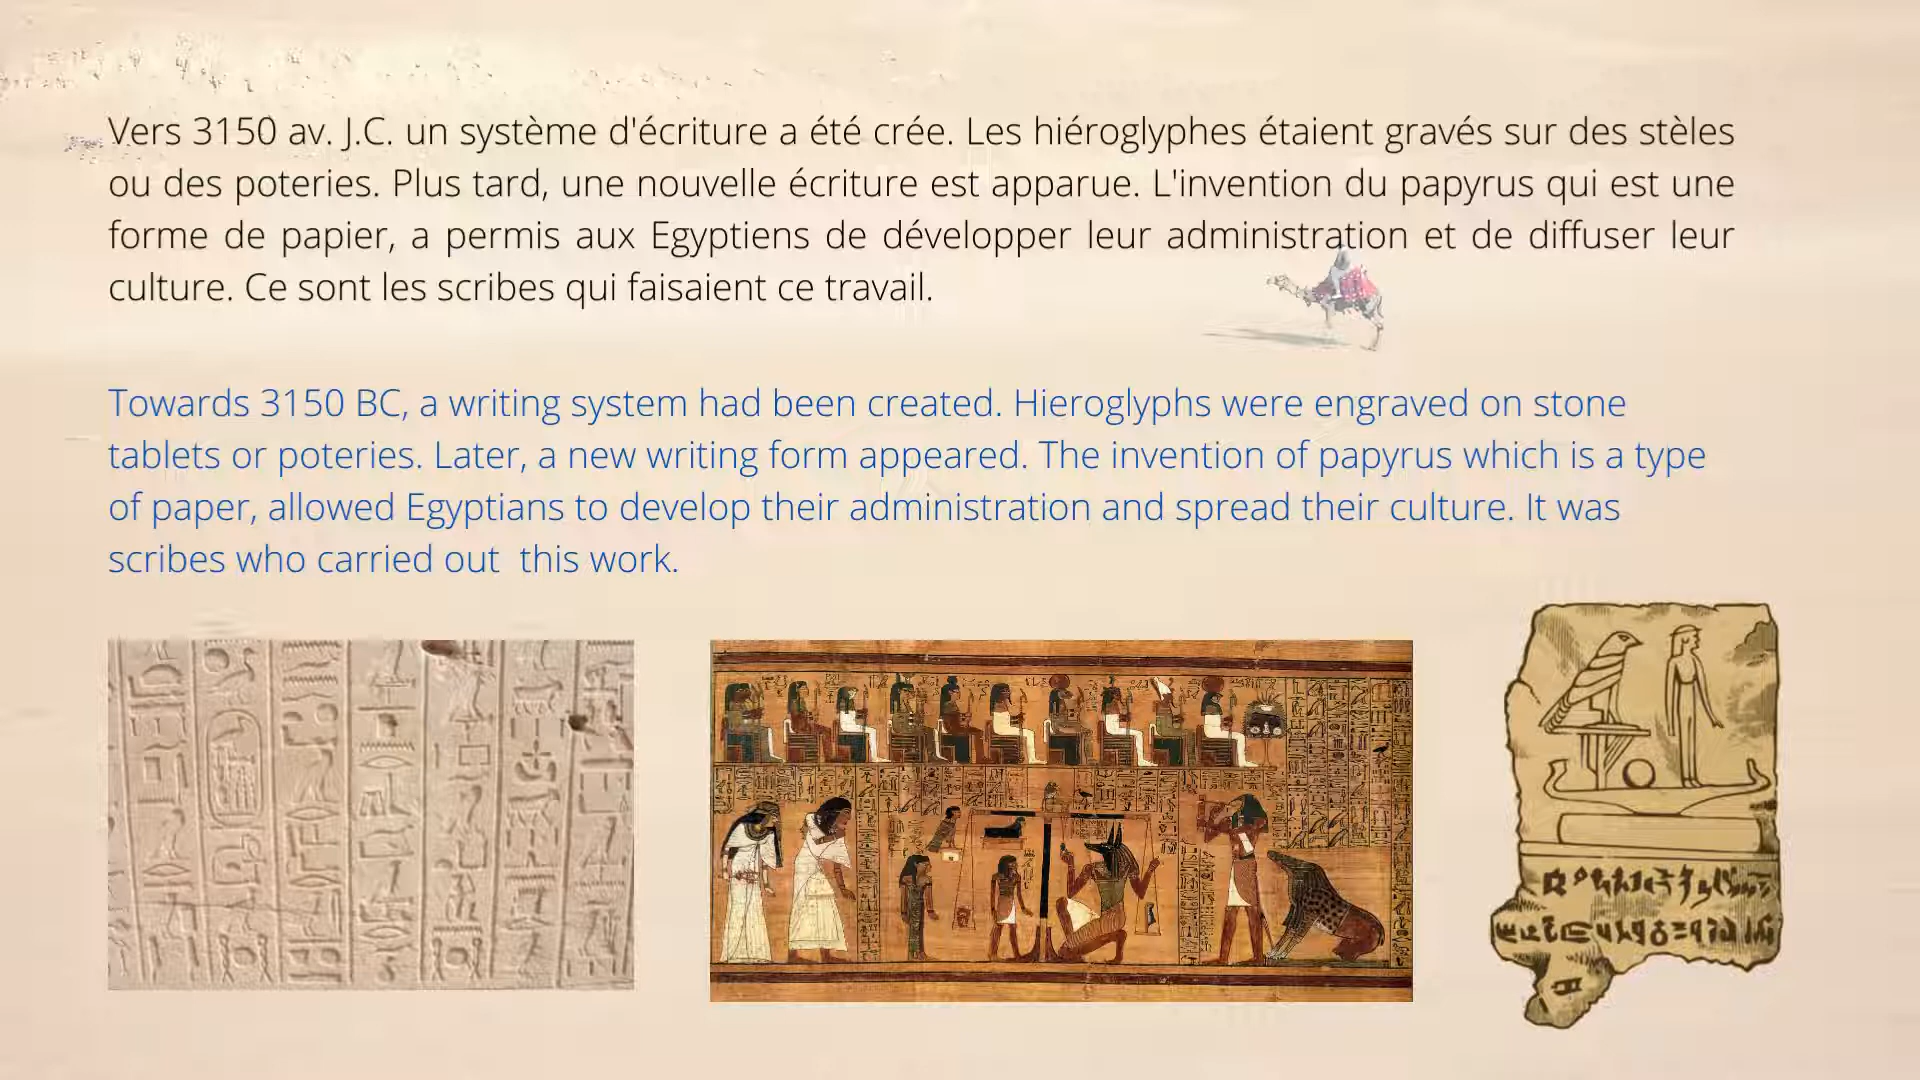 Vers 3150 av. J.C. un système d'écriture a été crée. Les hiéroglyphes étaient gravés sur des stèles
ou des poteries. Plus tard, une nouvelle écriture est apparue. L'invention du papyrus qui est une
forme de papier, a permis aux Egyptiens de développer leur administration et de diffuser leur
culture. Ce sont les scribes qui faisaient ce travail.
Towards 3150 BC, a writing system had been created. Hieroglyphs were engraved on stone
tablets or poteries. Later, a new writing form appeared. The invention of papyrus which is a type
of paper, allowed Egyptians to develop their administration and spread their culture. It was
scribes who carried out  this work.